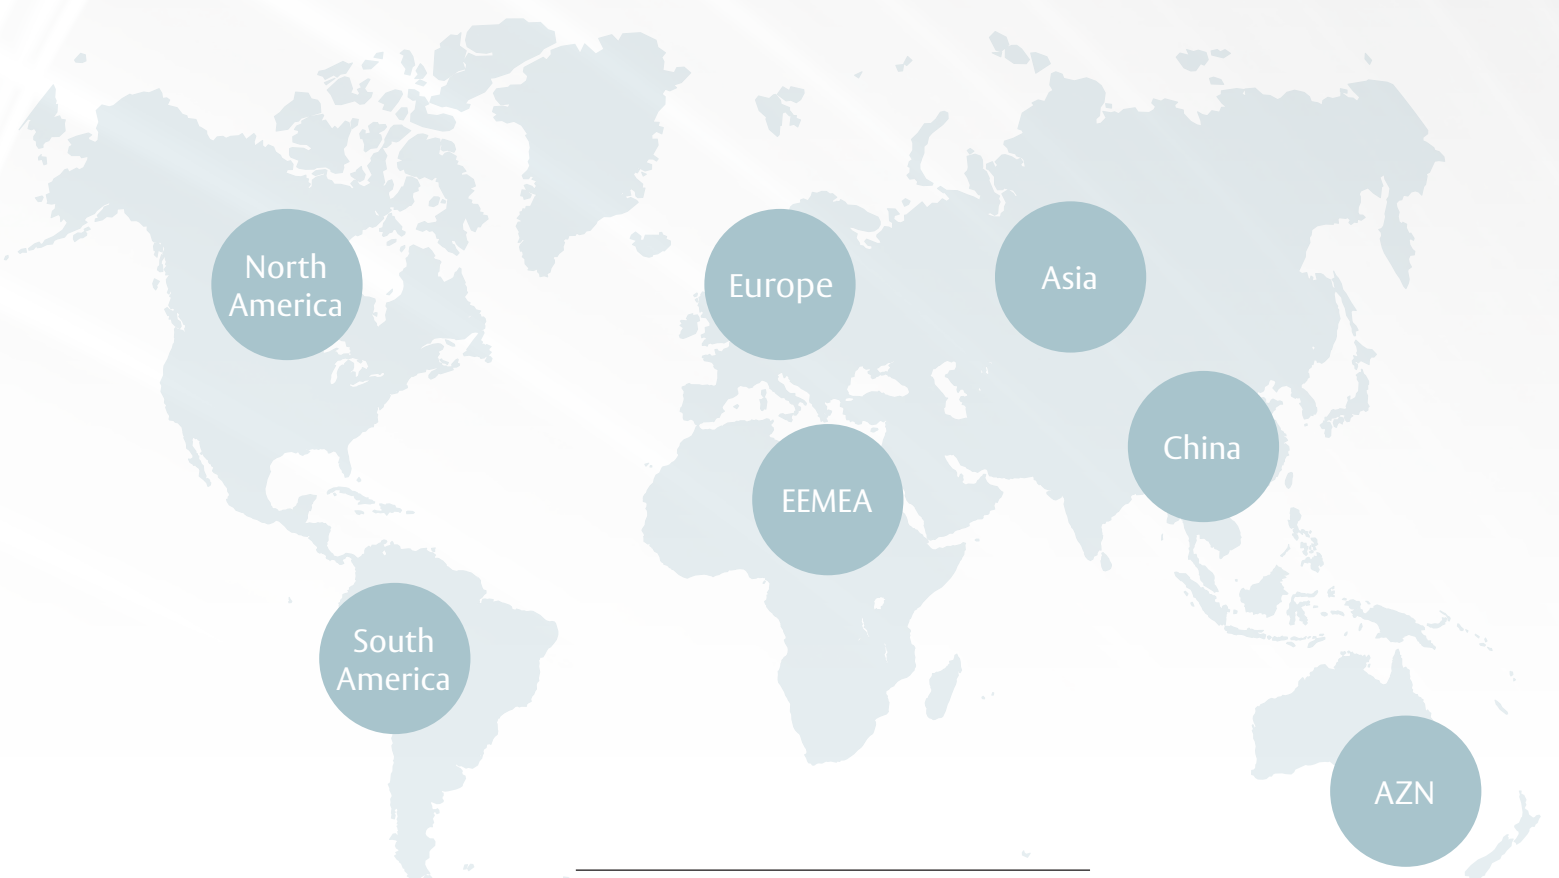 North
America
Europe
Asia
China
EEMEA
South
America
AZN